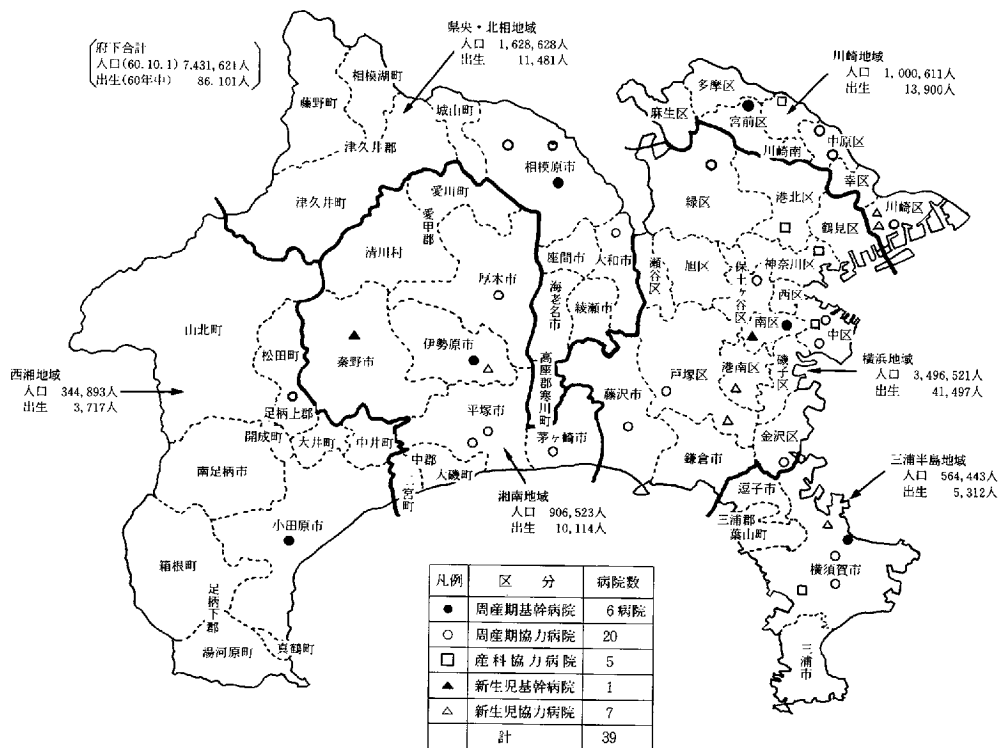 府下合計
人口(60.10.1) 7.431,621人
出生(60年中) 86.101人
県央・北相地域
人口 1,628,628人
出生 11,481人
川崎地域
人口 1,000,611人
出生 13,900人
相模湖町
藤野町
城山町
津久井郡
津久井町
相模原市
愛川町
愛甲郡
清川村
厚木市
座間市
大和市
海老名市
綾瀬市
高座郡寒川町
多摩区
麻生区
宮前区
川崎南
中原区
幸区
川崎区
緑区
港北区
鶴見区
瀬谷区
旭区
保土ケ谷区
神奈川区
西区
南区
中区
戸塚区
港南区
磯子区
金沢区
横浜地域
人口 3,496,521人
出生 41,497人
山北町
松田町
秦野市
伊勢原市
西湘地域
人口 344,893人
出生 3,717人
足柄上郡
開成町
大井町
中井町
平塚市
藤沢市
茅ヶ崎市
中郡
大磯町
二宮町
鎌倉市
南足柄市
湘南地域
人口 906,523人
出生 10,114人
逗子市
三浦郡
葉山町
三浦半島地域
人口 564,443人
出生 5,312人
小田原市
箱根町
足柄下郡
真鶴町
湯河原町
横須賀市
三浦市
凡例 区分 病院数
● 周産期基幹病院 6病院
○ 周産期協力病院 20
□ 産科協力病院 5
▲ 新生児基幹病院 1
△ 新生児協力病院 7
計 39